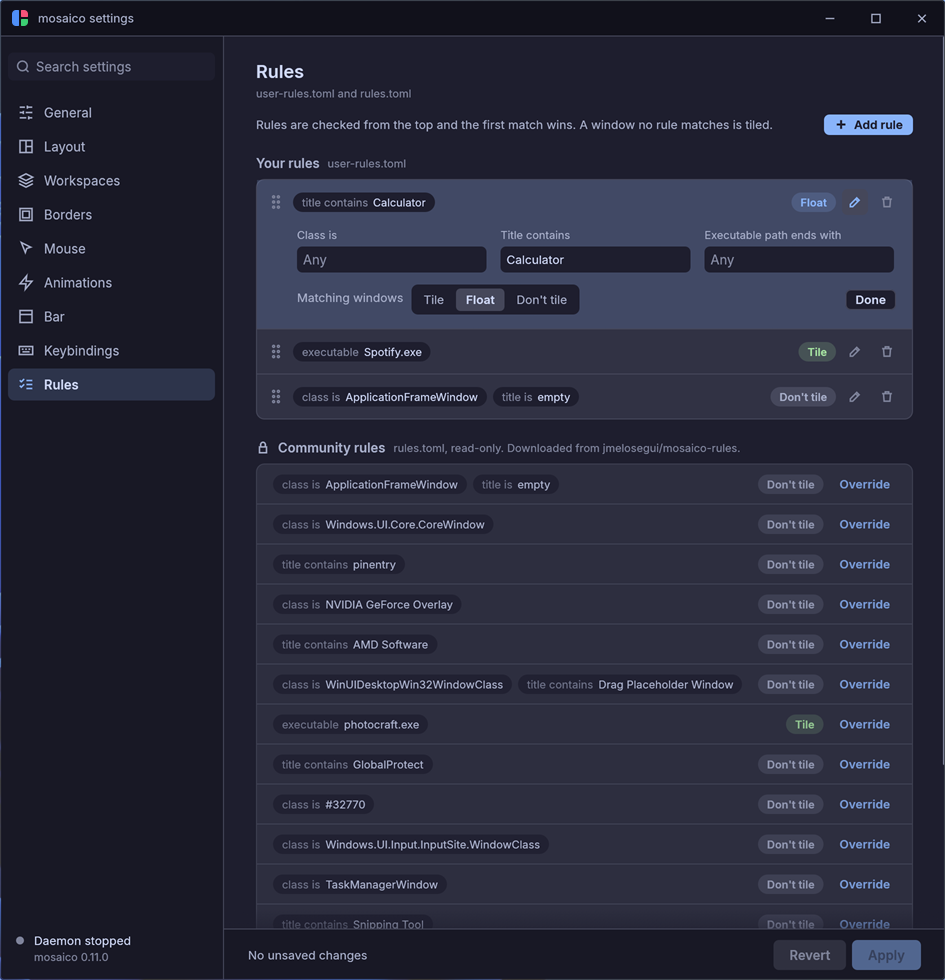 mosaico settings
Search settings
General
Layout
Workspaces
Borders
Mouse
Animations
Bar
Keybindings
Rules
Daemon stopped
mosaico 0.11.0
Rules
user-rules.toml and rules.toml
Rules are checked from the top and the first match wins. A window no rule matches is tiled.
+ Add rule
Your rules user-rules.toml
title contains Calculator Float
Class is Title contains Executable path ends with
Any Calculator Any
Matching windows Tile Float Don't tile Done
executable Spotify.exe Tile
class is ApplicationFrameWindow title is empty Don't tile
Community rules rules.toml, read-only. Downloaded from jmelosegui/mosaico-rules.
class is ApplicationFrameWindow title is empty Don't tile Override
class is Windows.UI.Core.CoreWindow Don't tile Override
title contains pinentry Don't tile Override
class is NVIDIA GeForce Overlay Don't tile Override
title contains AMD Software Don't tile Override
class is WinUIDesktopWin32WindowClass title contains Drag Placeholder Window Don't tile Override
executable photocraft.exe Tile Override
title contains GlobalProtect Don't tile Override
class is #32770 Don't tile Override
class is Windows.UI.Input.InputSite.WindowClass Don't tile Override
class is TaskManagerWindow Don't tile Override
title contains Snipping Tool Don't tile Override
No unsaved changes Revert Apply